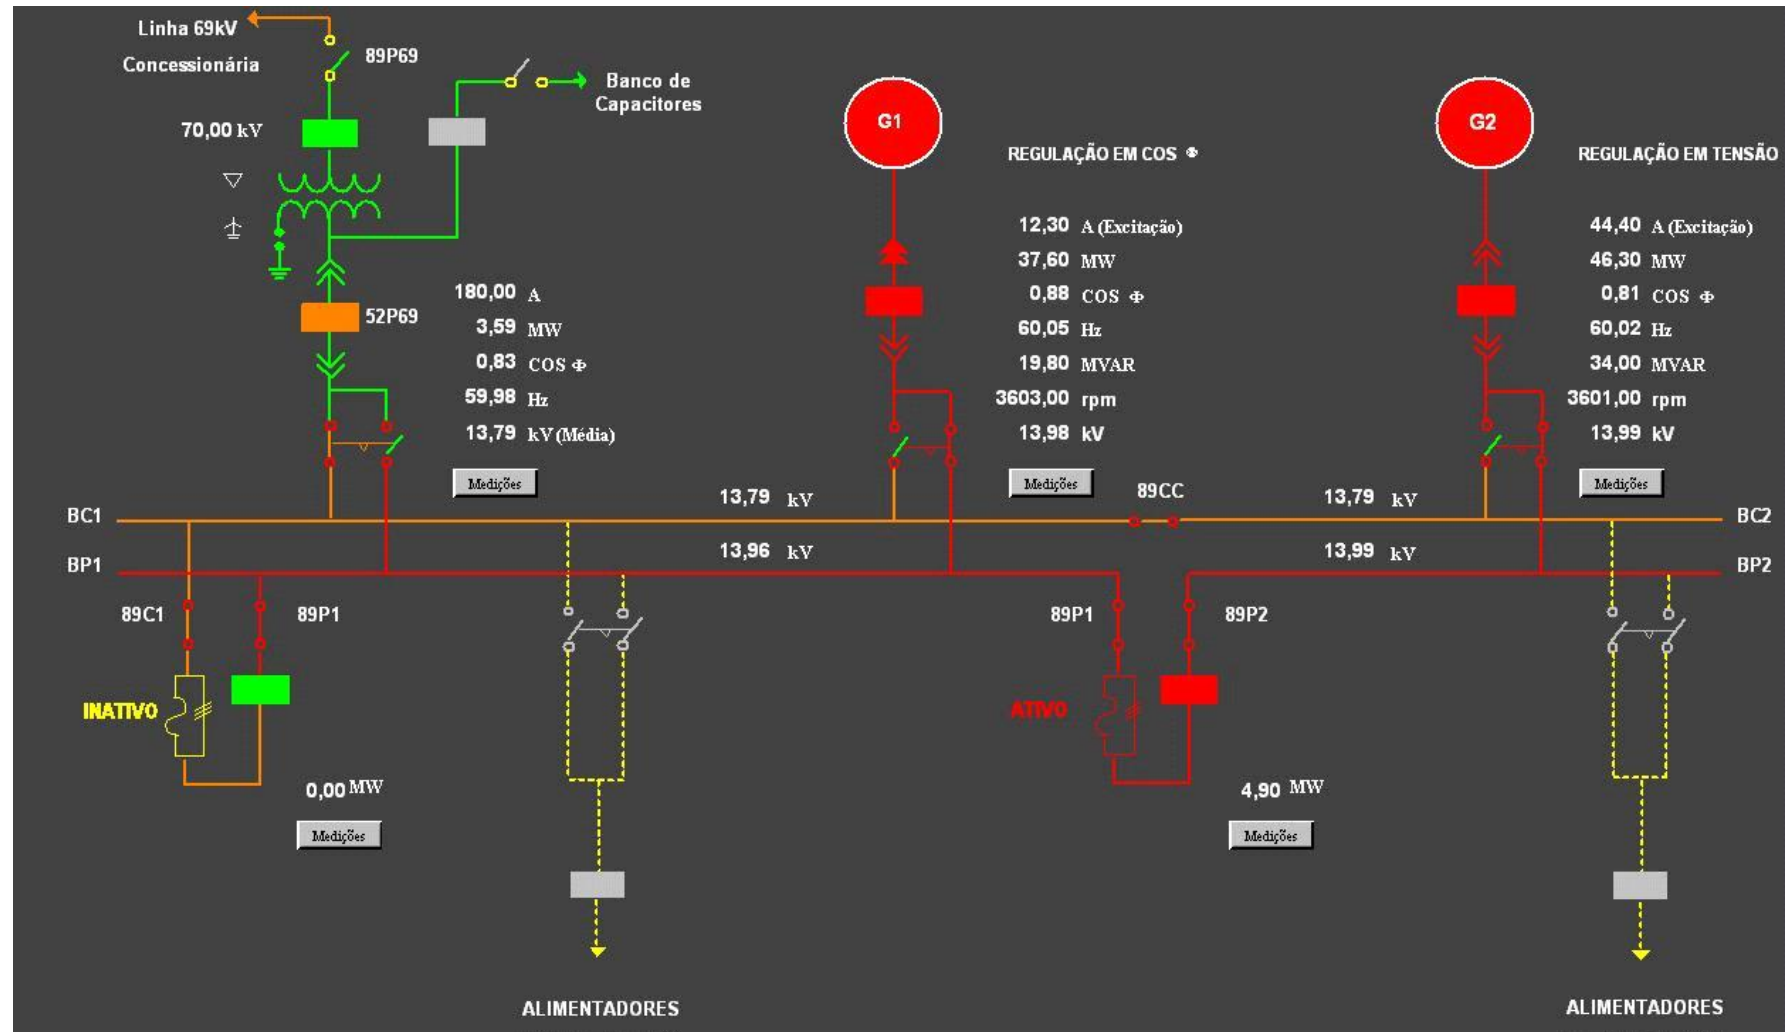 Linha 69kV
Concessionária
89P69
Banco de
Capacitores
70,00 kV
52P69
180,00 A
3,59 MW
0,83 COS Φ
59,98 Hz
13,79 kV (Média)
Medições
G1
REGULAÇÃO EM COS Φ
12,30 A (Excitação)
37,60 MW
0,88 COS Φ
60,05 Hz
19,80 MVAR
3603,00 rpm
13,98 kV
Medições
G2
REGULAÇÃO EM TENSÃO
44,40 A (Excitação)
46,30 MW
0,81 COS Φ
60,02 Hz
34,00 MVAR
3601,00 rpm
13,99 kV
Medições
BC1
13,79 kV
89CC
13,79 kV
BC2
BP1
13,96 kV
13,99 kV
BP2
89C1
89P1
89P1
89P2
INATIVO
ATIVO
0,00 MW
Medições
4,90 MW
Medições
ALIMENTADORES
ALIMENTADORES